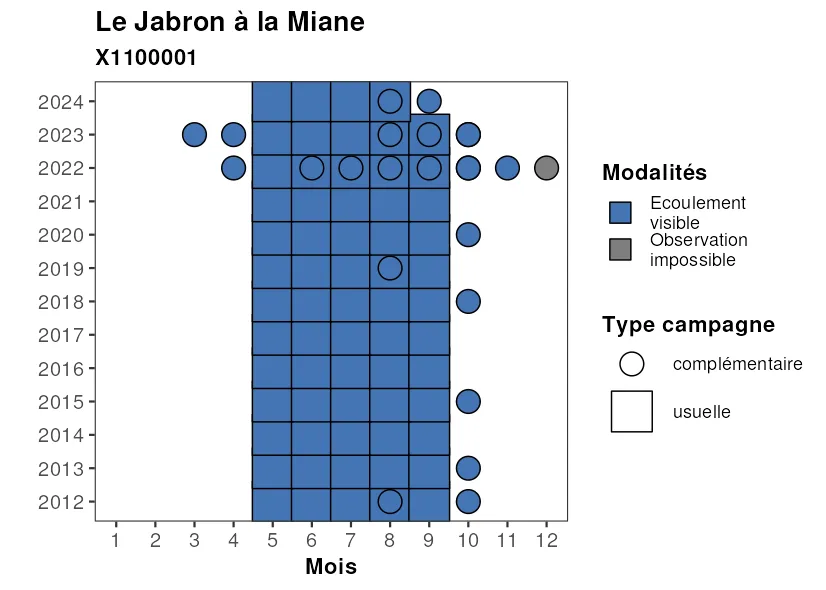 Le Jabron à la Miane
X1100001
2024
2023
2022
2021
2020
2019
2018
2017
2016
2015
2014
2013
2012
1 2 3 4 5 6 7 8 9 10 11 12
Mois
Modalités
Ecoulement
visible
Observation
impossible
Type campagne
complémentaire
usuelle